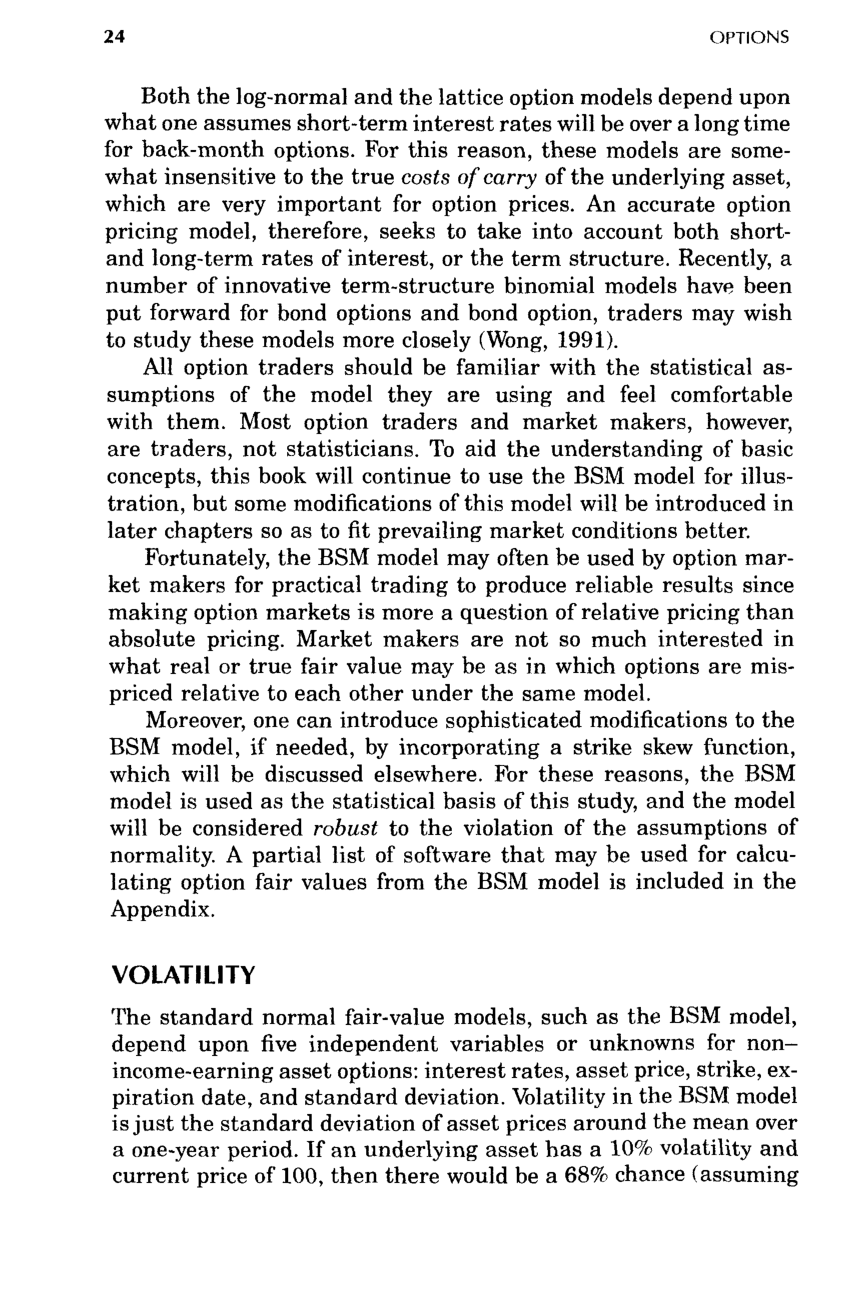 24 OPTIONS
Both the log-normal and the lattice option models depend upon
what one assumes short-term interest rates will be over a long time
for back-month options. For this reason, these models are some-
what insensitive to the true costs of carry of the underlying asset,
which are very important for option prices. An accurate option
pricing model, therefore, seeks to take into account both short-
and long-term rates of interest, or the term structure. Recently, a
number of innovative term-structure binomial models have been
put forward for bond options and bond option, traders may wish
to study these models more closely (Wong, 1991).
All option traders should be familiar with the statistical as-
sumptions of the model they are using and feel comfortable
with them. Most option traders and market makers, however,
are traders, not statisticians. To aid the understanding of basic
concepts, this book will continue to use the BSM model for illus-
tration, but some modifications of this model will be introduced in
later chapters so as to fit prevailing market conditions better.
Fortunately, the BSM model may often be used by option mar-
ket makers for practical trading to produce reliable results since
making option markets is more a question of relative pricing than
absolute pricing. Market makers are not so much interested in
what real or true fair value may be as in which options are mis-
priced relative to each other under the same model.
Moreover, one can introduce sophisticated modifications to the
BSM model, if needed, by incorporating a strike skew function,
which will be discussed elsewhere. For these reasons, the BSM
model is used as the statistical basis of this study, and the model
will be considered robust to the violation of the assumptions of
normality. A partial list of software that may be used for calcu-
lating option fair values from the BSM model is included in the
Appendix.
VOLATILITY
The standard normal fair-value models, such as the BSM model,
depend upon five independent variables or unknowns for non–
income-earning asset options: interest rates, asset price, strike, ex-
piration date, and standard deviation. Volatility in the BSM model
is just the standard deviation of asset prices around the mean over
a one-year period. If an underlying asset has a 10% volatility and
current price of 100, then there would be a 68% chance (assuming